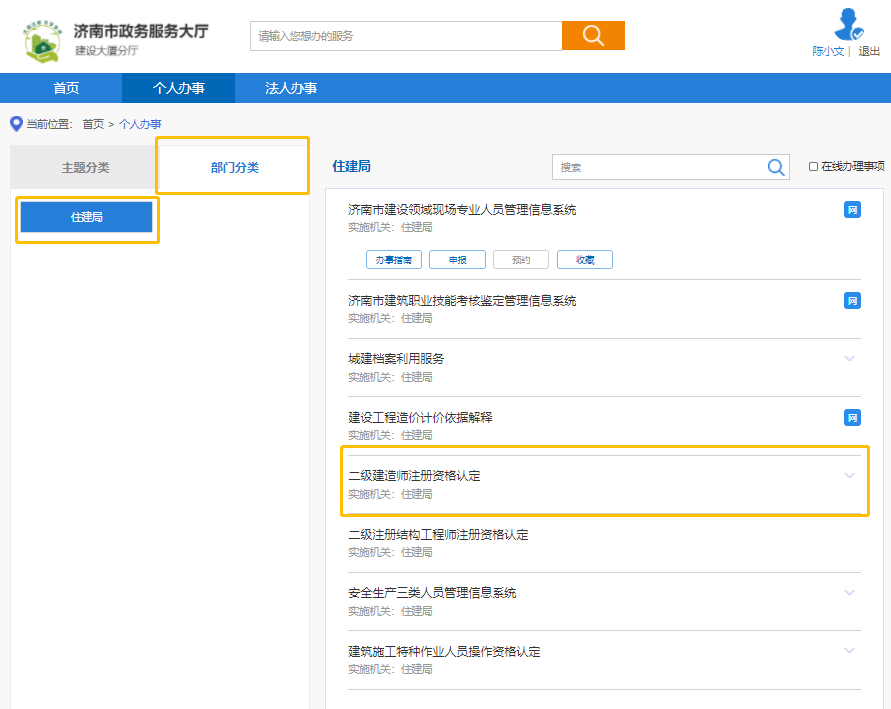 济南市政务服务大厅
建设大厦分厅
请输入您想办的服务
陈小文 | 退出
首页 个人办事 法人办事
当前位置: 首页 > 个人办事
主题分类 部门分类
住建局
住建局 搜索 在线办理事项
济南市建设领域现场专业人员管理信息系统 网
实施机关: 住建局
办事指南 申报 预约 收藏
济南市建筑职业技能考核鉴定管理信息系统 网
实施机关: 住建局
城建档案利用服务
实施机关: 住建局
建设工程造价计价依据解释 网
实施机关: 住建局
二级建造师注册资格认定
实施机关: 住建局
二级注册结构工程师注册资格认定
实施机关: 住建局
安全生产三类人员管理信息系统
实施机关: 住建局
建筑施工特种作业人员操作资格认定
实施机关: 住建局